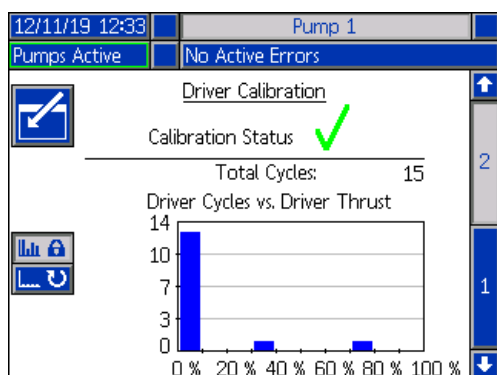 12/11/19 12:33 Pump 1
Pumps Active No Active Errors
Driver Calibration
Calibration Status
2
Total Cycles: 15
Driver Cycles vs. Driver Thrust
14
10
7
1
3
0
0 % 20 % 40 % 60 % 80 % 100 %